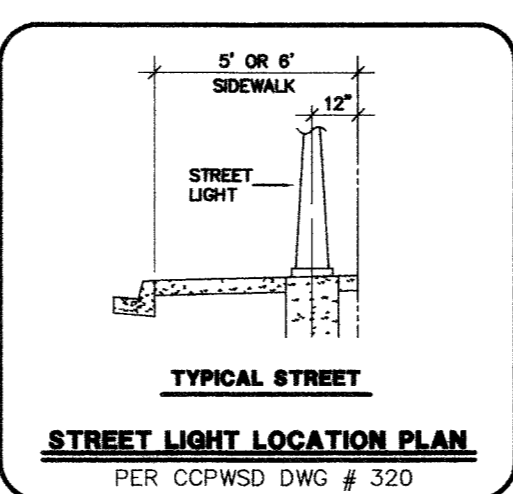 5' OR 6'
SIDEWALK
12"
STREET
LIGHT
TYPICAL STREET
STREET LIGHT LOCATION PLAN
PER CCPWSD DWG # 320